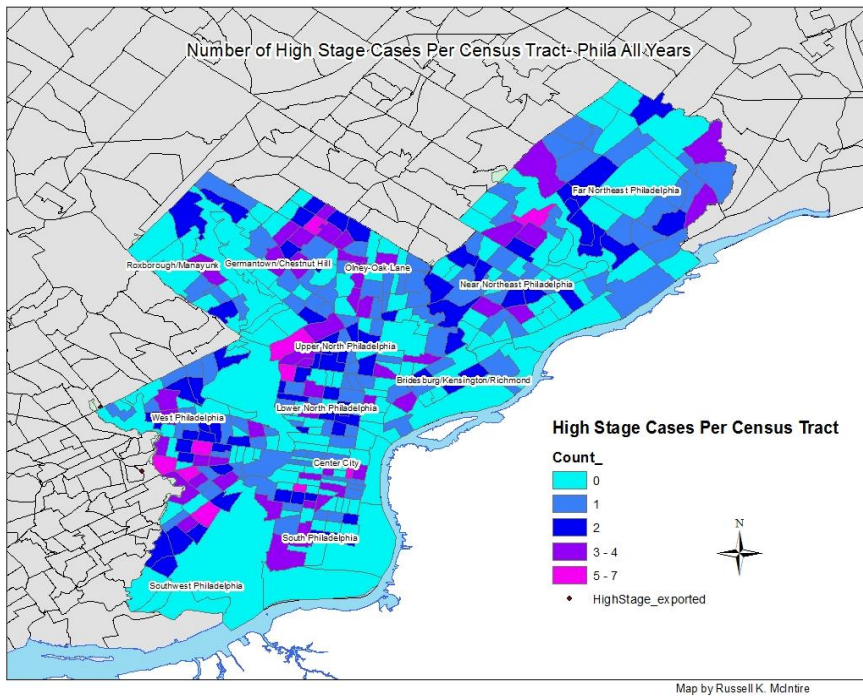 Number of High Stage Cases Per Census Tract- Phila All Years
Far Northeast Philadelphia
Roxborough/Manayunk
Germantown/Chestnut Hill
Olney-Oak-Lane
Near Northeast Philadelphia
Upper North Philadelphia
Bridesburg/Kensington/Richmond
Lower North Philadelphia
West Philadelphia
Center City
South Philadelphia
Southwest Philadelphia
High Stage Cases Per Census Tract
Count_
0
1
2
3 - 4
5 - 7
HighStage_exported
N
Map by Russell K. McIntire